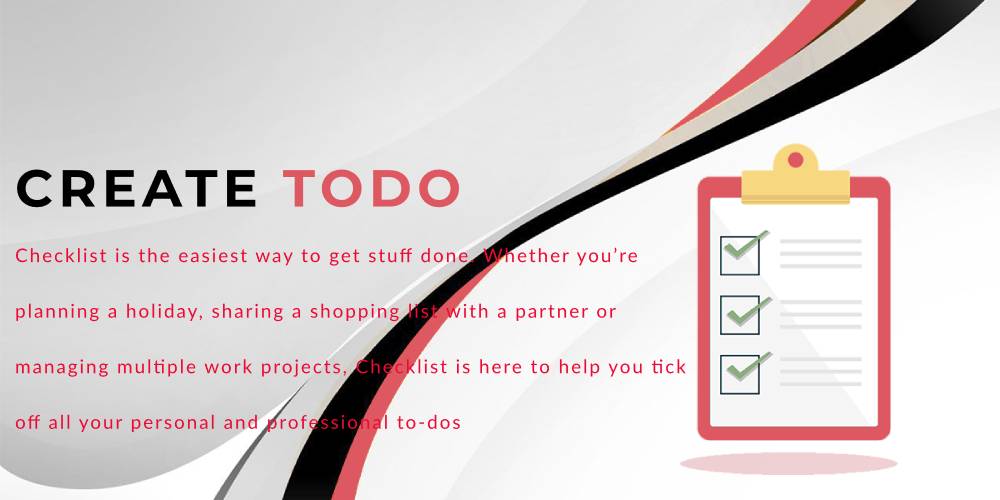 CREATE TODO
Checklist is the easiest way to get stuff done. Whether you’re
planning a holiday, sharing a shopping list with a partner or
managing multiple work projects, Checklist is here to help you tick
off all your personal and professional to-dos